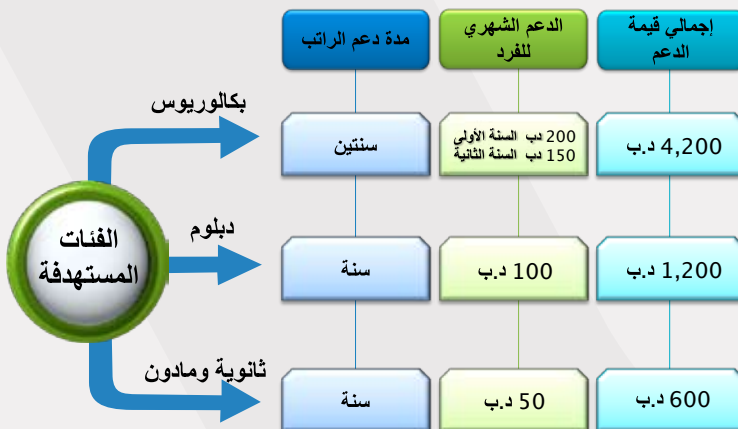 إجمالي قيمة
الدعم
الدعم الشهري
للفرد
مدة دعم الراتب
الفئات
المستهدفة
بكالوريوس
سنتين
200 دب السنة الأولى
150 دب السنة الثانية
4,200 د.ب
دبلوم
سنة
100 د.ب
1,200 د.ب
ثانوية ومادون
سنة
50 د.ب
600 د.ب